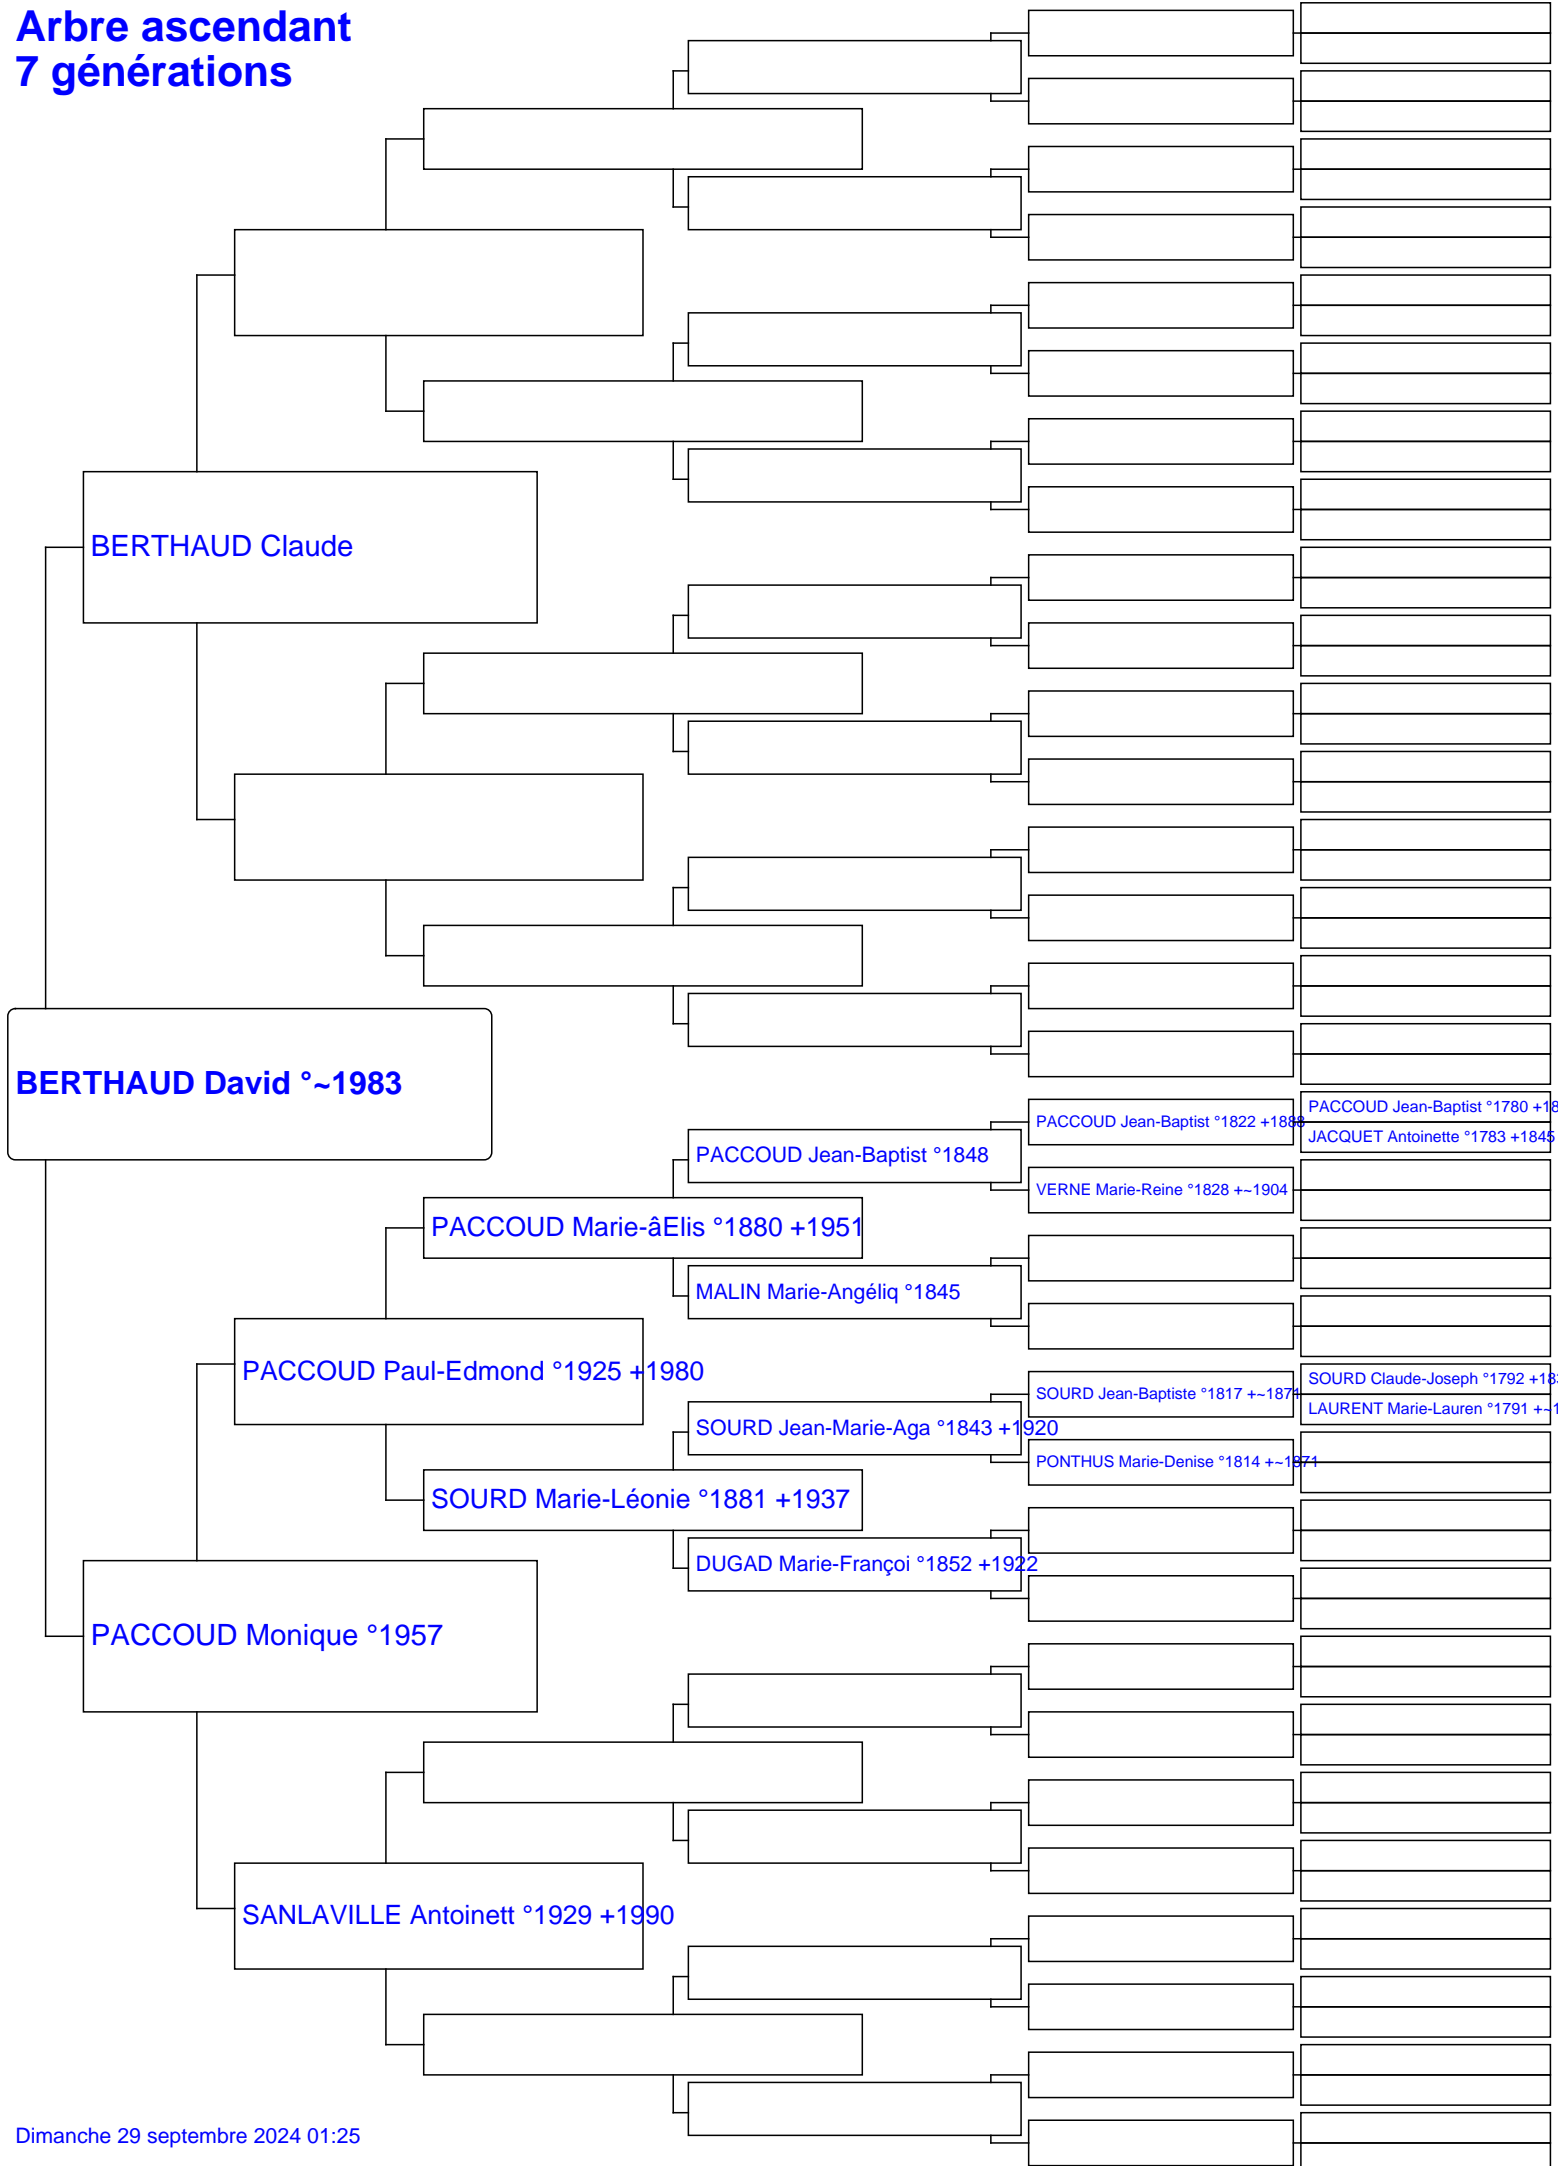 Arbre ascendant
7 générations
BERTHAUD Claude
BERTHAUD David °~1983
PACCOUD Jean-Baptist °1780 +18
PACCOUD Jean-Baptist °1822 +1888
JACQUET Antoinette °1783 +1845
PACCOUD Jean-Baptist °1848
VERNE Marie-Reine °1828 +~1904
PACCOUD Marie-âElis °1880 +1951
MALIN Marie-Angéliq °1845
PACCOUD Paul-Edmond °1925 +1980
SOURD Claude-Joseph °1792 +183
SOURD Jean-Baptiste °1817 +~1871
LAURENT Marie-Lauren °1791 +~1
SOURD Jean-Marie-Aga °1843 +1920
PONTHUS Marie-Denise °1814 +~1871
SOURD Marie-Léonie °1881 +1937
DUGAD Marie-Françoi °1852 +1922
PACCOUD Monique °1957
SANLAVILLE Antoinett °1929 +1990
Dimanche 29 septembre 2024 01:25